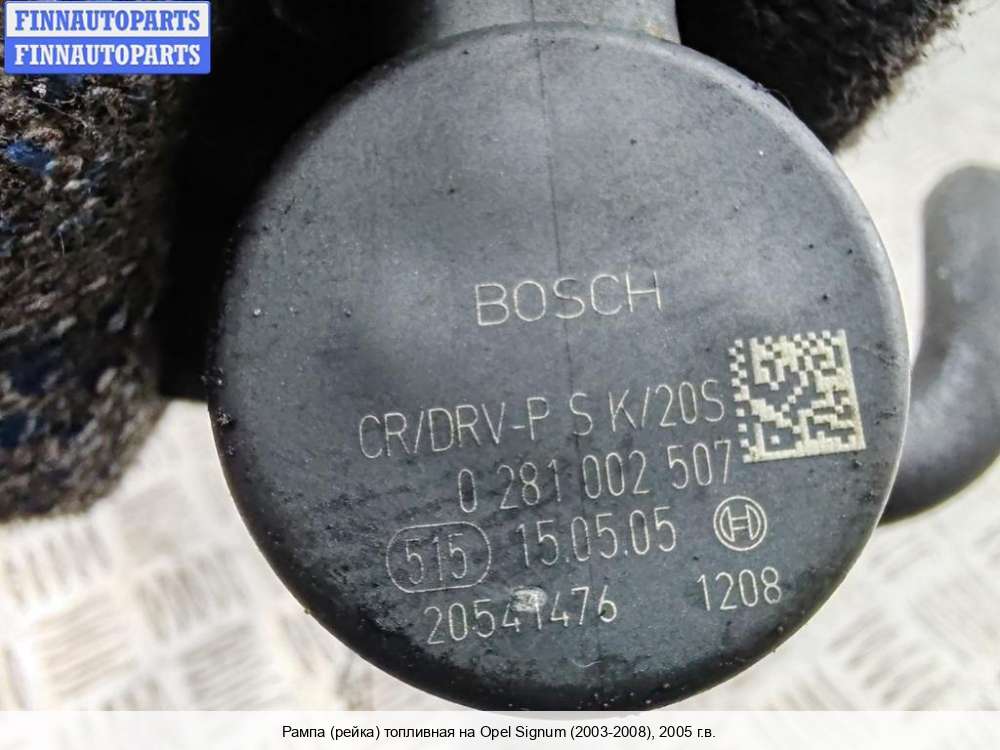 FINNAUTOPARTS
FINNAUTOPARTS
BOSCH
CR/DRV-P S K/20S
0 281 002 507
515 15.05.05
20541476 1208
Рампа (рейка) топливная на Opel Signum (2003-2008), 2005 г.в.